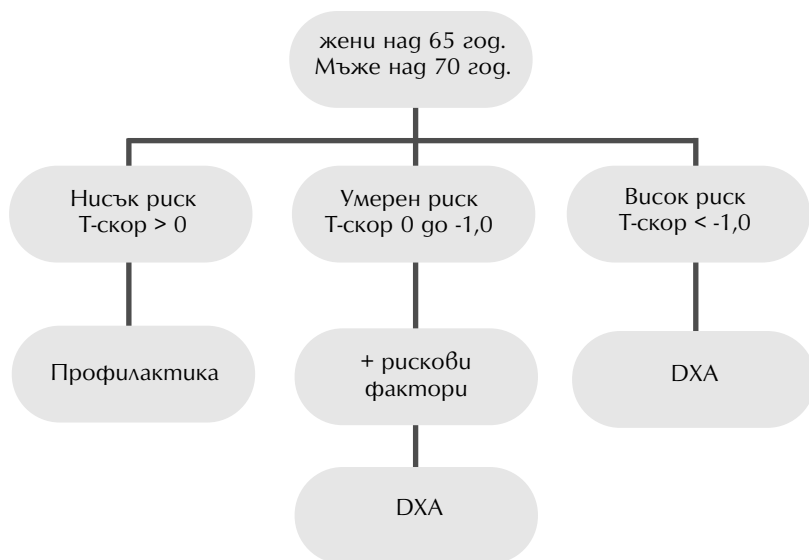 жени над 65 год.
Мъже над 70 год.
Нисък риск
Т-скор > 0
Умерен риск
Т-скор 0 до -1,0
Висок риск
Т-скор < -1,0
Профилактика
+ рискови
фактори
DXA
DXA